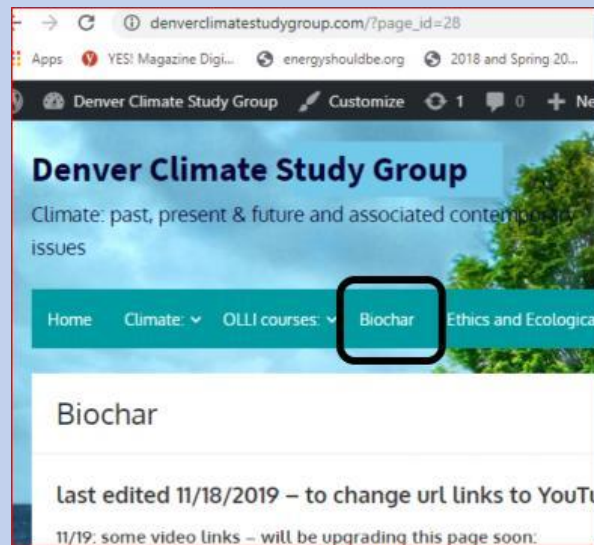 denverclimatestudygroup.com/?page_id=28
Apps YES! Magazine Digi... energyshouldbe.org 2018 and Spring 20...
Denver Climate Study Group Customize 1 0 + Ne
Denver Climate Study Group
Climate: past, present & future and associated contemporary
issues
Home Climate: OLLI courses: Biochar Ethics and Ecologica
Biochar
last edited 11/18/2019 – to change url links to YouTu
11/19: some video links – will be upgrading this page soon: